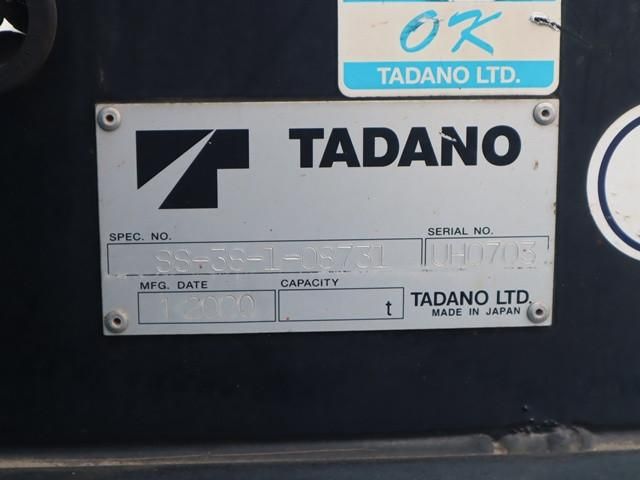 OK
TADANO LTD.
TADANO
SPEC. NO.
SERIAL NO.
SS-38-1-08731
UH0703
MFG. DATE
CAPACITY
1 2000
t
TADANO LTD.
MADE IN JAPAN